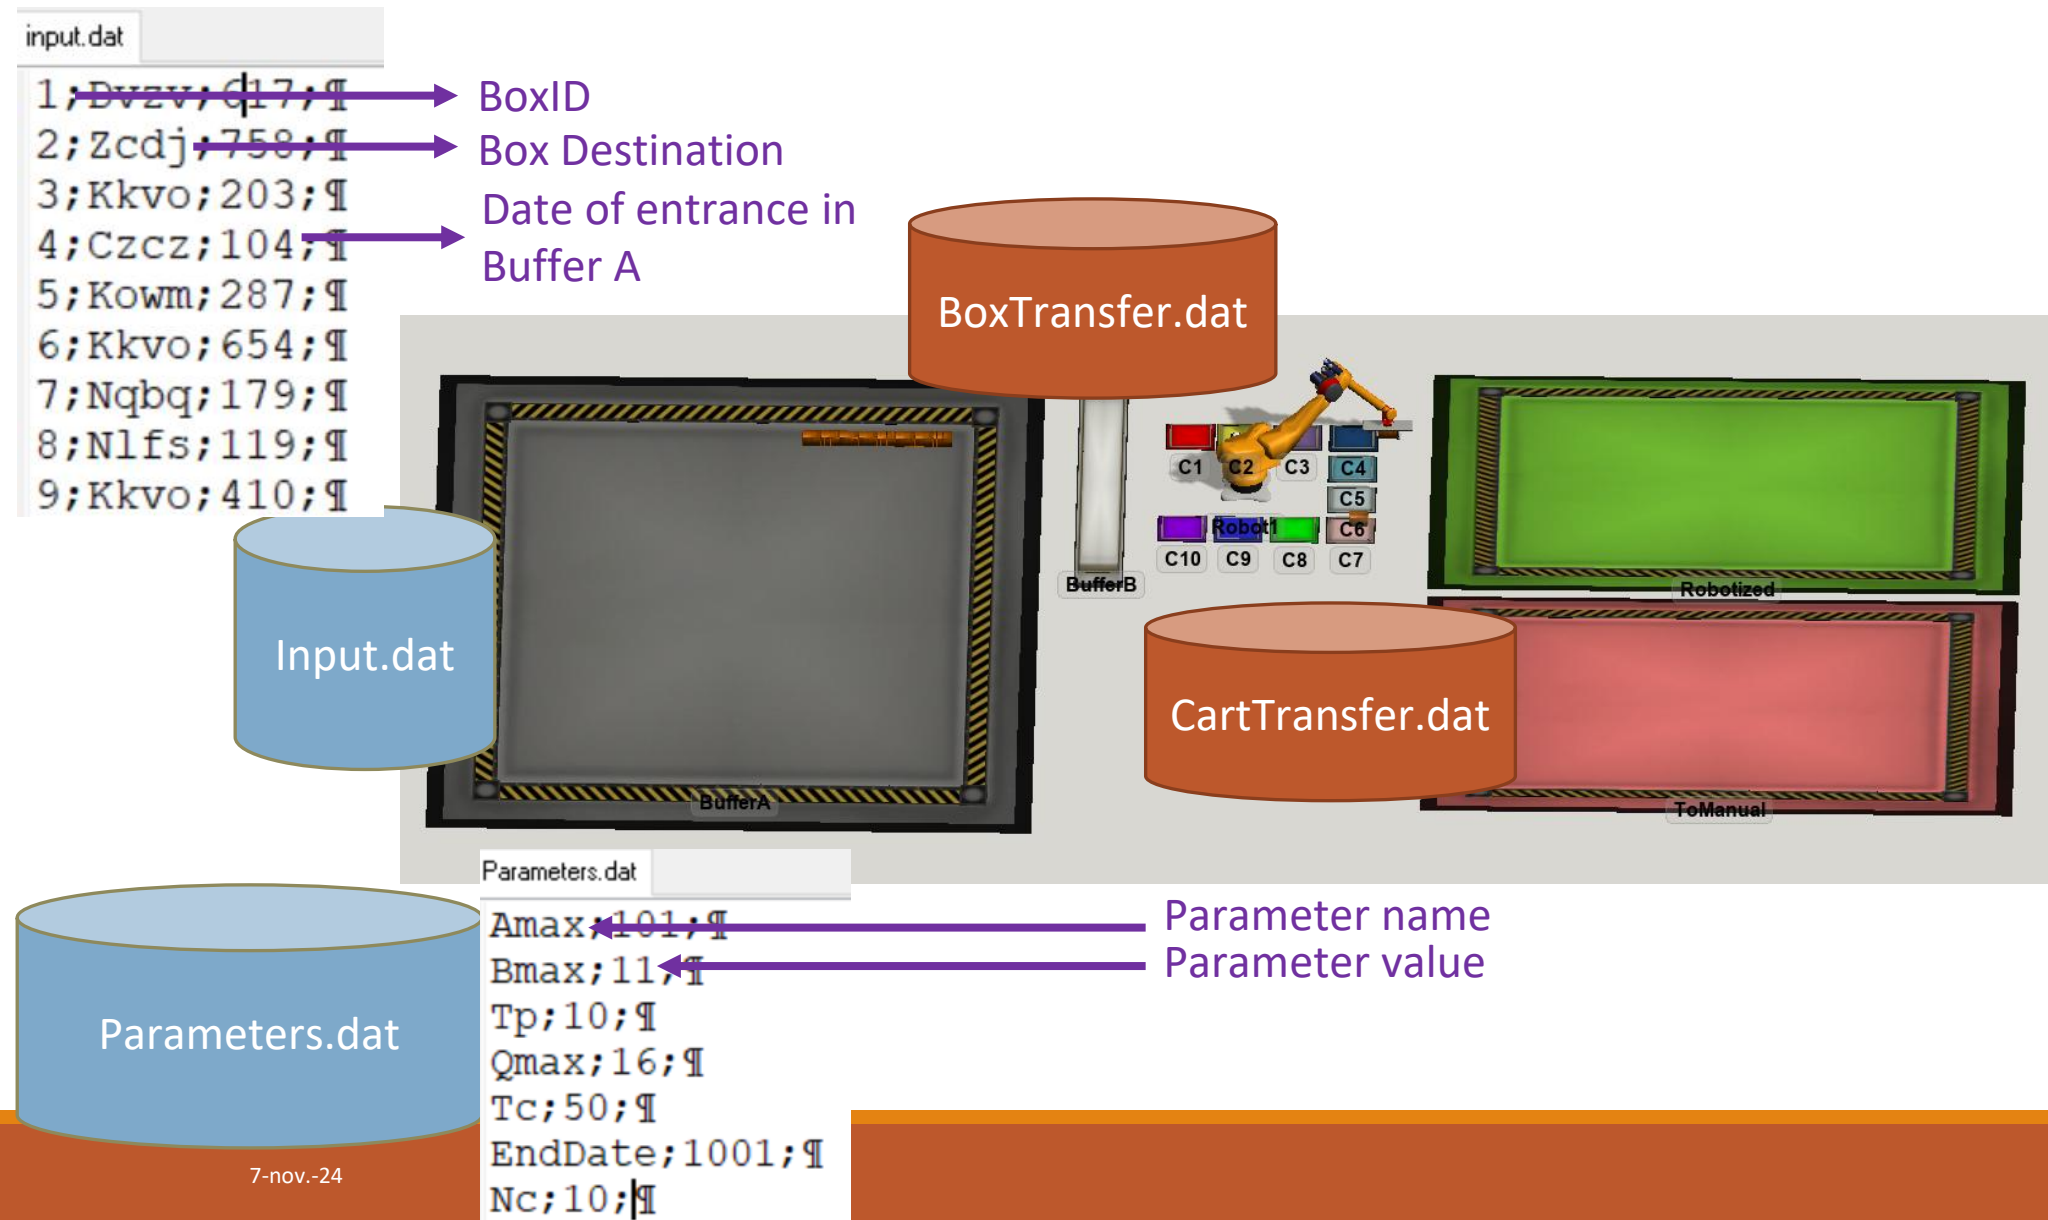 input.dat
1;Dvzv;617;¶
2;Zcdj;758;¶
3;Kkvo;203;¶
4;Czcz;104;¶
5;Kowm;287;¶
6;Kkvo;654;¶
7;Nqbq;179;¶
8;Nlfs;119;¶
9;Kkvo;410;¶
BoxID
Box Destination
Date of entrance in
Buffer A
BoxTransfer.dat
Input.dat
BufferA
BufferB
C1
C2
C3
C4
C5
C6
Robot1
C10
C9
C8
C7
Robotized
CartTransfer.dat
ToManual
Parameters.dat
Parameters.dat
Amax;101;¶
Bmax;11;¶
Tp;10;¶
Qmax;16;¶
Tc;50;¶
EndDate;1001;¶
Nc;10;¶
Parameter name
Parameter value
7-nov.-24